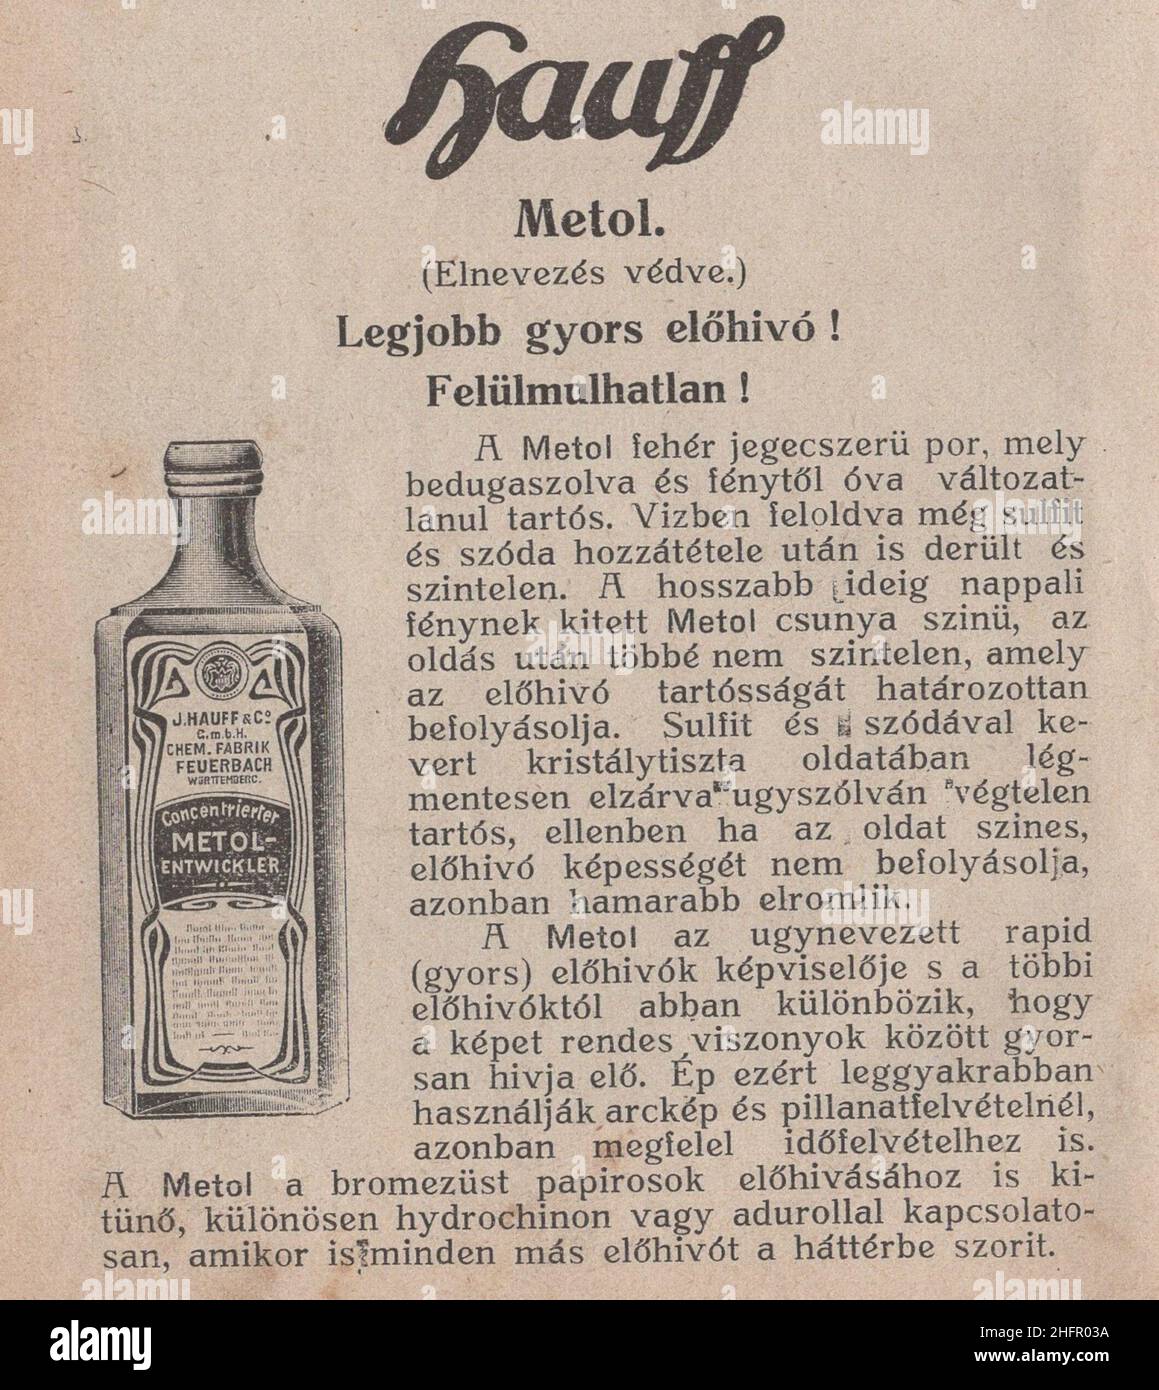 Hauff
Metol.
(Elnevezés védve.)
Legjobb gyors előhivó !
Felülmulhatlan !
A Metol fehér jegecszerü por, mely
bedugaszolva és fénytől óva változat-
lanul tartós. Vizben feloldva még sulfit
és szóda hozzátétele után is derült és
szintelen. A hosszabb ideig nappali
fénynek kitett Metol csunya szinü, az
oldás után többé nem szintelen, amely
az előhivó tartósságát határozottan
befolyásolja. Sulfit és szódával ke-
vert kristálytiszta oldatában lég-
mentesen elzárva ugyszólván végtelen
tartós, ellenben ha az oldat szines,
előhivó képességét nem befolyásolja,
azonban hamarabb elromlik.
A Metol az ugynevezett rapid
(gyors) előhivók képviselője s a többi
előhivóktól abban különbözik, hogy
a képet rendes viszonyok között gyor-
san hivja elő. Ép ezért leggyakrabban
használják arckép és pillanatfelvételnél,
azonban megfelel időfelvételhez is.
A Metol a bromezüst papirosok előhivásához is ki-
tünő, különösen hydrochinon vagy adurollal kapcsolato-
san, amikor is minden más előhivót a háttérbe szorit.
J. HAUFF & Co
G.m.b.H.
CHEM. FABRIK
FEUERBACH
WÜRTTEMBERG.
Concentrierter
METOL-
ENTWICKLER
alamy
Image ID: 2HFR03A
www.alamy.com